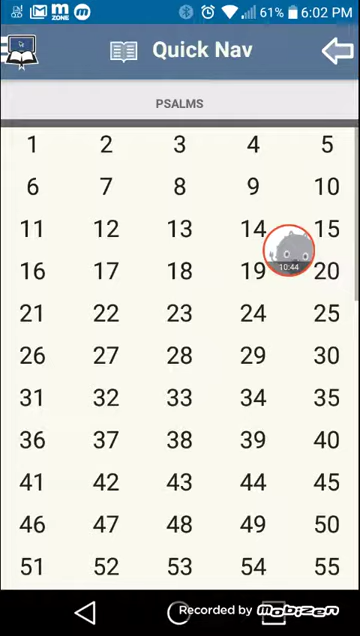 61% 6:02 PM
Quick Nav
PSALMS
1 2 3 4 5
6 7 8 9 10
11 12 13 14 15
16 17 18 19 20
10:44
21 22 23 24 25
26 27 28 29 30
31 32 33 34 35
36 37 38 39 40
41 42 43 44 45
46 47 48 49 50
51 52 53 54 55
Recorded by mobizen